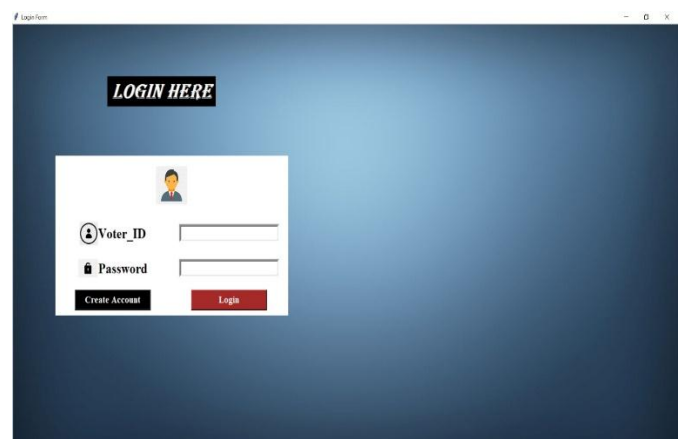 Login Form
LOGIN HERE
Voter_ID
Password
Create Account Login